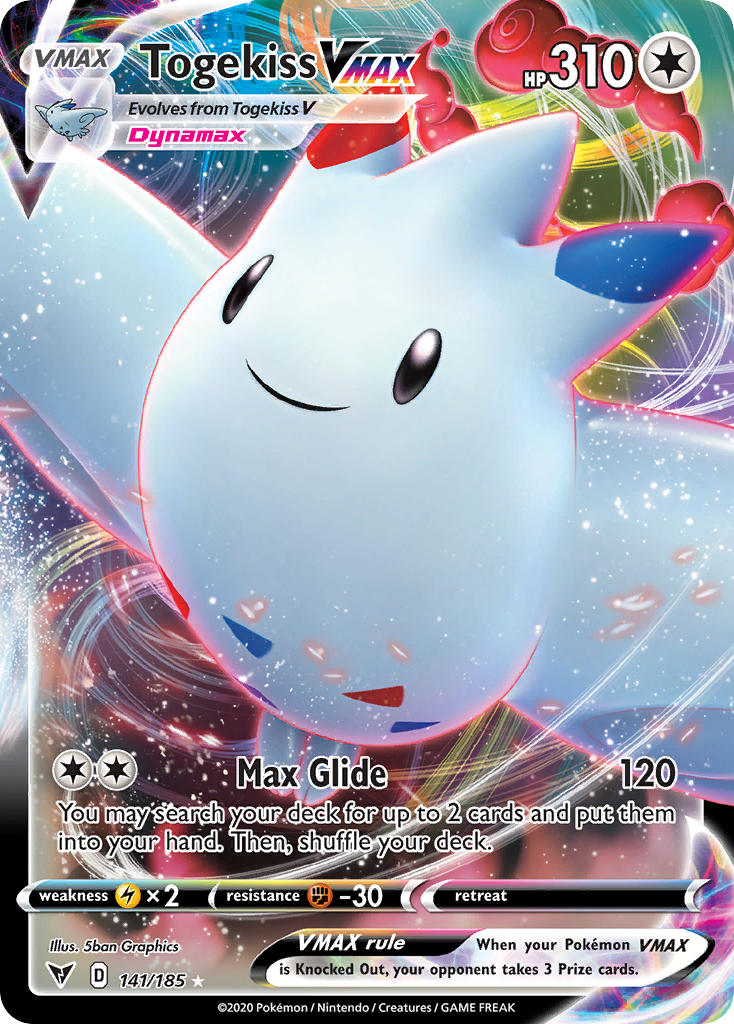 VMAX
Togekiss VMAX
HP310
Evolves from Togekiss V
Dynamax
Max Glide 120
You may search your deck for up to 2 cards and put them
into your hand. Then, shuffle your deck.
weakness ×2 resistance -30 retreat
Illus. 5ban Graphics
VMAX rule When your Pokémon VMAX
is Knocked Out, your opponent takes 3 Prize cards.
D 141/185
©2020 Pokémon / Nintendo / Creatures / GAME FREAK